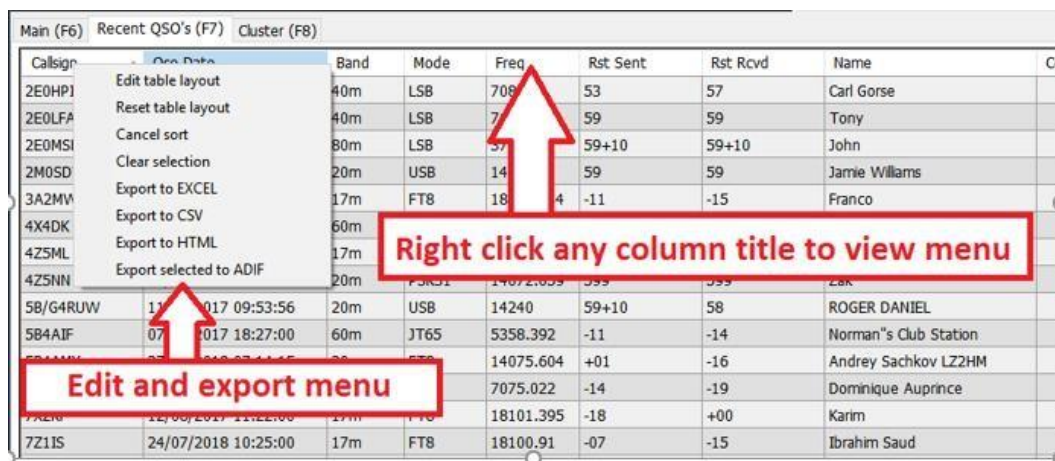 Main (F6) Recent QSO's (F7) Cluster (F8)
Callsign Qso Date Band Mode Freq Rst Sent Rst Rcvd Name
Edit table layout
Reset table layout
Cancel sort
Clear selection
Export to EXCEL
Export to CSV
Export to HTML
Export selected to ADIF
40m LSB 53 57 Carl Gorse
2E0LFA 40m LSB 59 59 Tony
80m LSB 59+10 59+10 John
20m USB 59 59 Jamie Williams
17m FT8 -11 -15 Franco
4X4DK 60m
4Z5ML 17m
4Z5NN 20m
Right click any column title to view menu
5B/G4RUW 09:53:56 20m USB 14240 59+10 58 ROGER DANIEL
5B4AIF 2017 18:27:00 60m JT65 5358.392 -11 -14 Norman"s Club Station
14075.604 +01 -16 Andrey Sachkov LZ2HM
7075.022 -14 -19 Dominique Auprince
18101.395 -18 +00 Karim
7Z1IS 24/07/2018 10:25:00 17m FT8 18100.91 -07 -15 Ibrahim Saud
Edit and export menu